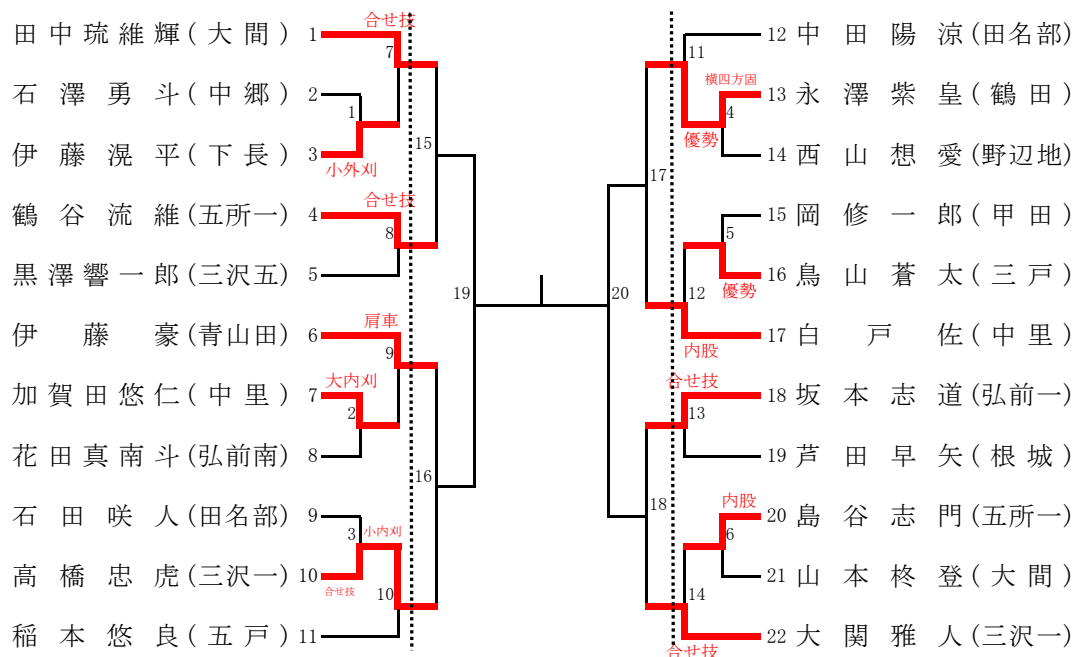 合せ技
田中琉維輝(大間) 1
7
石澤勇斗(中郷) 2
1
15
伊藤滉平(下長) 3
小外刈
合せ技
鶴谷流維(五所一) 4
8
黒澤響一郎(三沢五) 5
19
肩車
伊藤豪(青山田) 6
9
大内刈
加賀田悠仁(中里) 7
2
花田真南斗(弘前南) 8
16
石田咲人(田名部) 9
3 小内刈
高橋忠虎(三沢一) 10
合せ技
10
稲本悠良(五戸) 11
12 中田陽涼(田名部)
11
横四方固
13 永澤紫皇(鶴田)
4
優勢
14 西山想愛(野辺地)
17
15 岡修一郎(甲田)
5
16 鳥山蒼太(三戸)
優勢
20
12
17 白戸佐(中里)
内股
合せ技
18 坂本志道(弘前一)
13
19 芦田早矢(根城)
内股
18
20 島谷志門(五所一)
6
21 山本柊登(大間)
14
22 大関雅人(三沢一)
合せ技